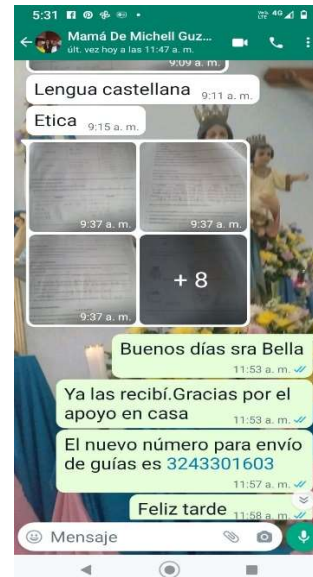 5:31
4G
Mamá De Michell Guz...
últ. vez hoy a las 11:47 a. m.
9:09 a. m.
Lengua castellana 9:11 a. m.
Etica 9:15 a. m.
9:37 a. m. 9:37 a. m.
9:37 a. m. + 8
Buenos días sra Bella
11:53 a. m.
Ya las recibí.Gracias por el
apoyo en casa 11:53 a. m.
El nuevo número para envío
de guías es 3243301603
11:57 a. m.
Feliz tarde 11:58 a. m.
Mensaje